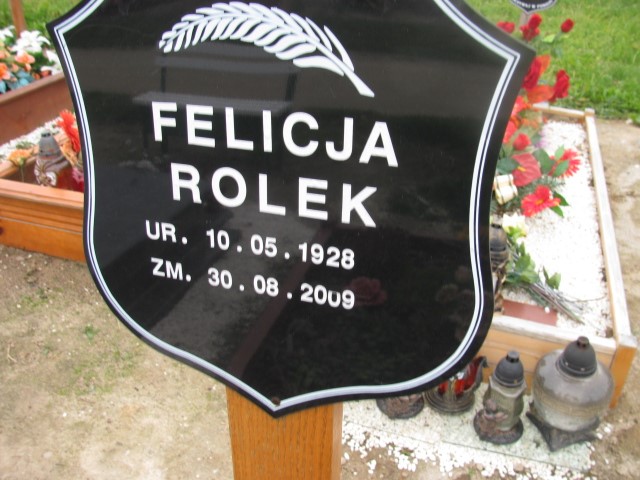 FELICJA
ROLEK
UR. 10.05.1928
ZM. 30.08.2009